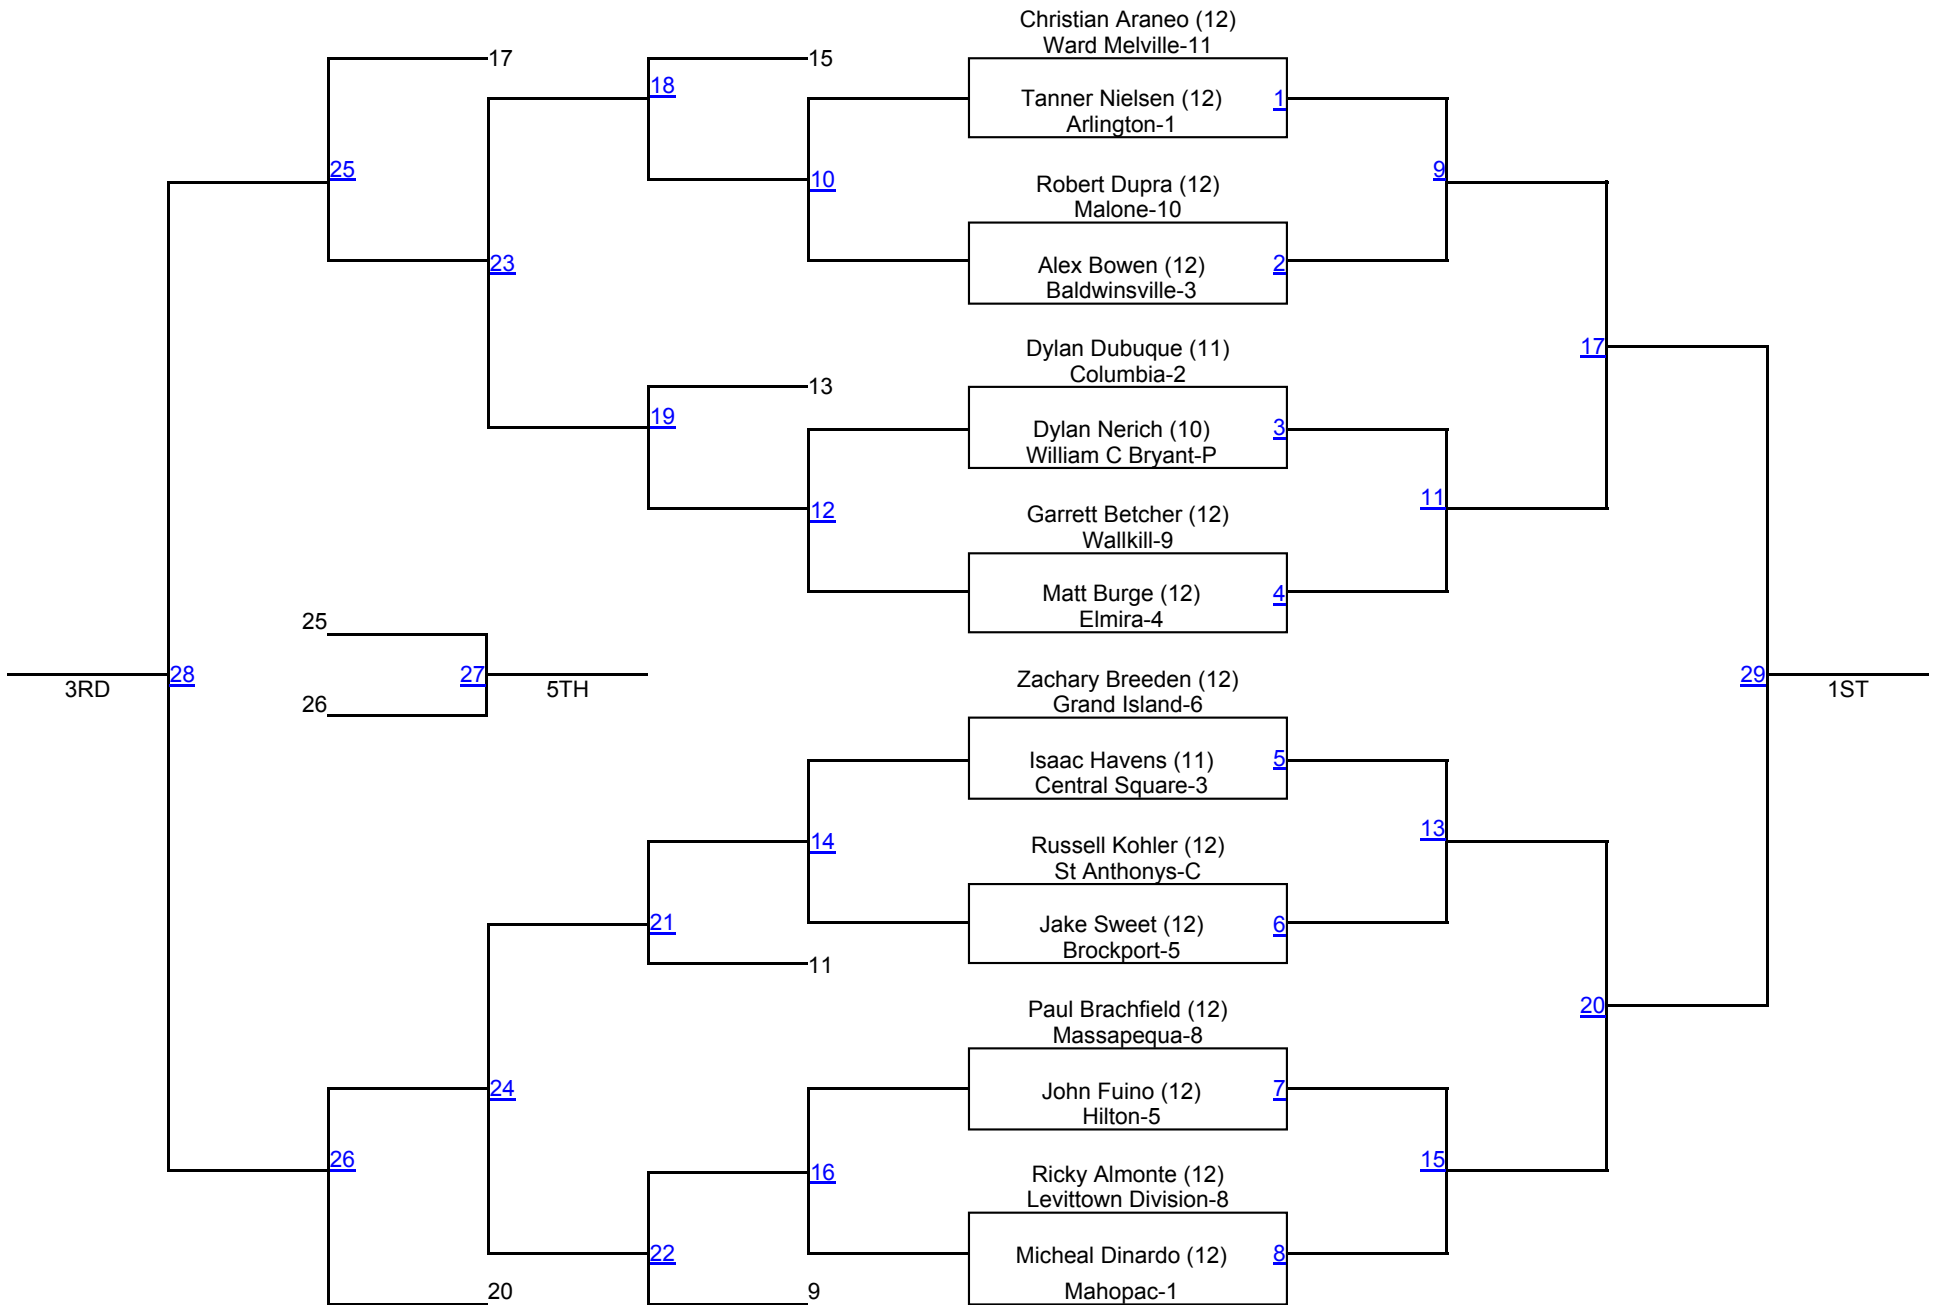 Christian Araneo (12)
Ward Melville-11
17
15
18
Tanner Nielsen (12)
1
Arlington-1
25
10
9
Robert Dupra (12)
Malone-10
23
Alex Bowen (12)
2
Baldwinsville-3
Dylan Dubuque (11)
17
Columbia-2
13
19
Dylan Nerich (10)
3
William C Bryant-P
12
11
Garrett Betcher (12)
Wallkill-9
Matt Burge (12)
4
Elmira-4
25
28
27
29
3RD
5TH
1ST
26
Zachary Breeden (12)
Grand Island-6
Isaac Havens (11)
5
Central Square-3
14
13
Russell Kohler (12)
St Anthonys-C
21
Jake Sweet (12)
6
Brockport-5
11
Paul Brachfield (12)
20
Massapequa-8
24
John Fuino (12)
7
Hilton-5
26
16
15
Ricky Almonte (12)
Levittown Division-8
22
Micheal Dinardo (12)
8
20
9
Mahopac-1